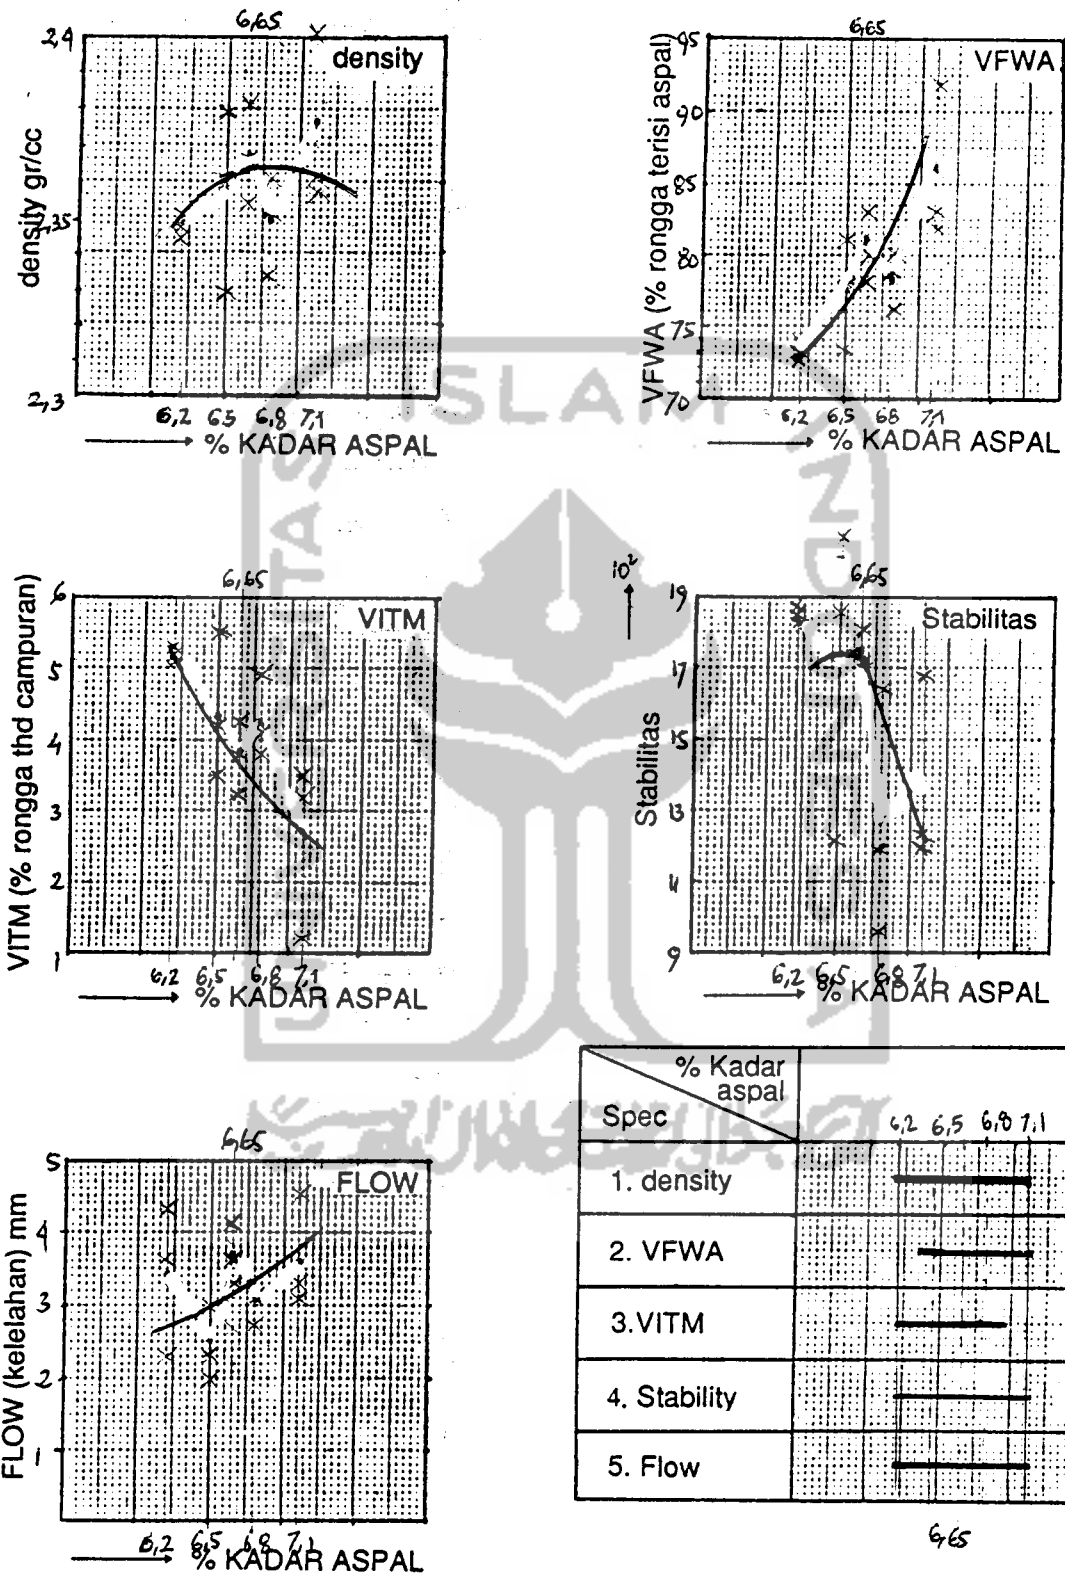 6,65
2,4
density
density gr/cc
2,35
2,3
6,2 6,5 6,8 7,1
% KADAR ASPAL
6,65
95
VFWA
VFWA (% rongga terisi aspal)
90
85
80
75
70
6,2 6,5 6,8 7,1
% KADAR ASPAL
6,65
6
VITM
VITM (% rongga thd campuran)
5
4
3
2
1
6,2 6,5 6,8 7,1
% KADAR ASPAL
10²
6,65
19
Stabilitas
Stabilitas
17
15
13
11
9
6,2 6,5 6,8 7,1
% KADAR ASPAL
6,65
5
FLOW
FLOW (kelelahan) mm
4
3
2
1
6,2 6,5 6,8 7,1
% KADAR ASPAL
% Kadar
aspal
Spec
6,2 6,5 6,8 7,1
1. density
2. VFWA
3.VITM
4. Stability
5. Flow
6,65
UNIVERSITAS
ISLAM
INDONESIA